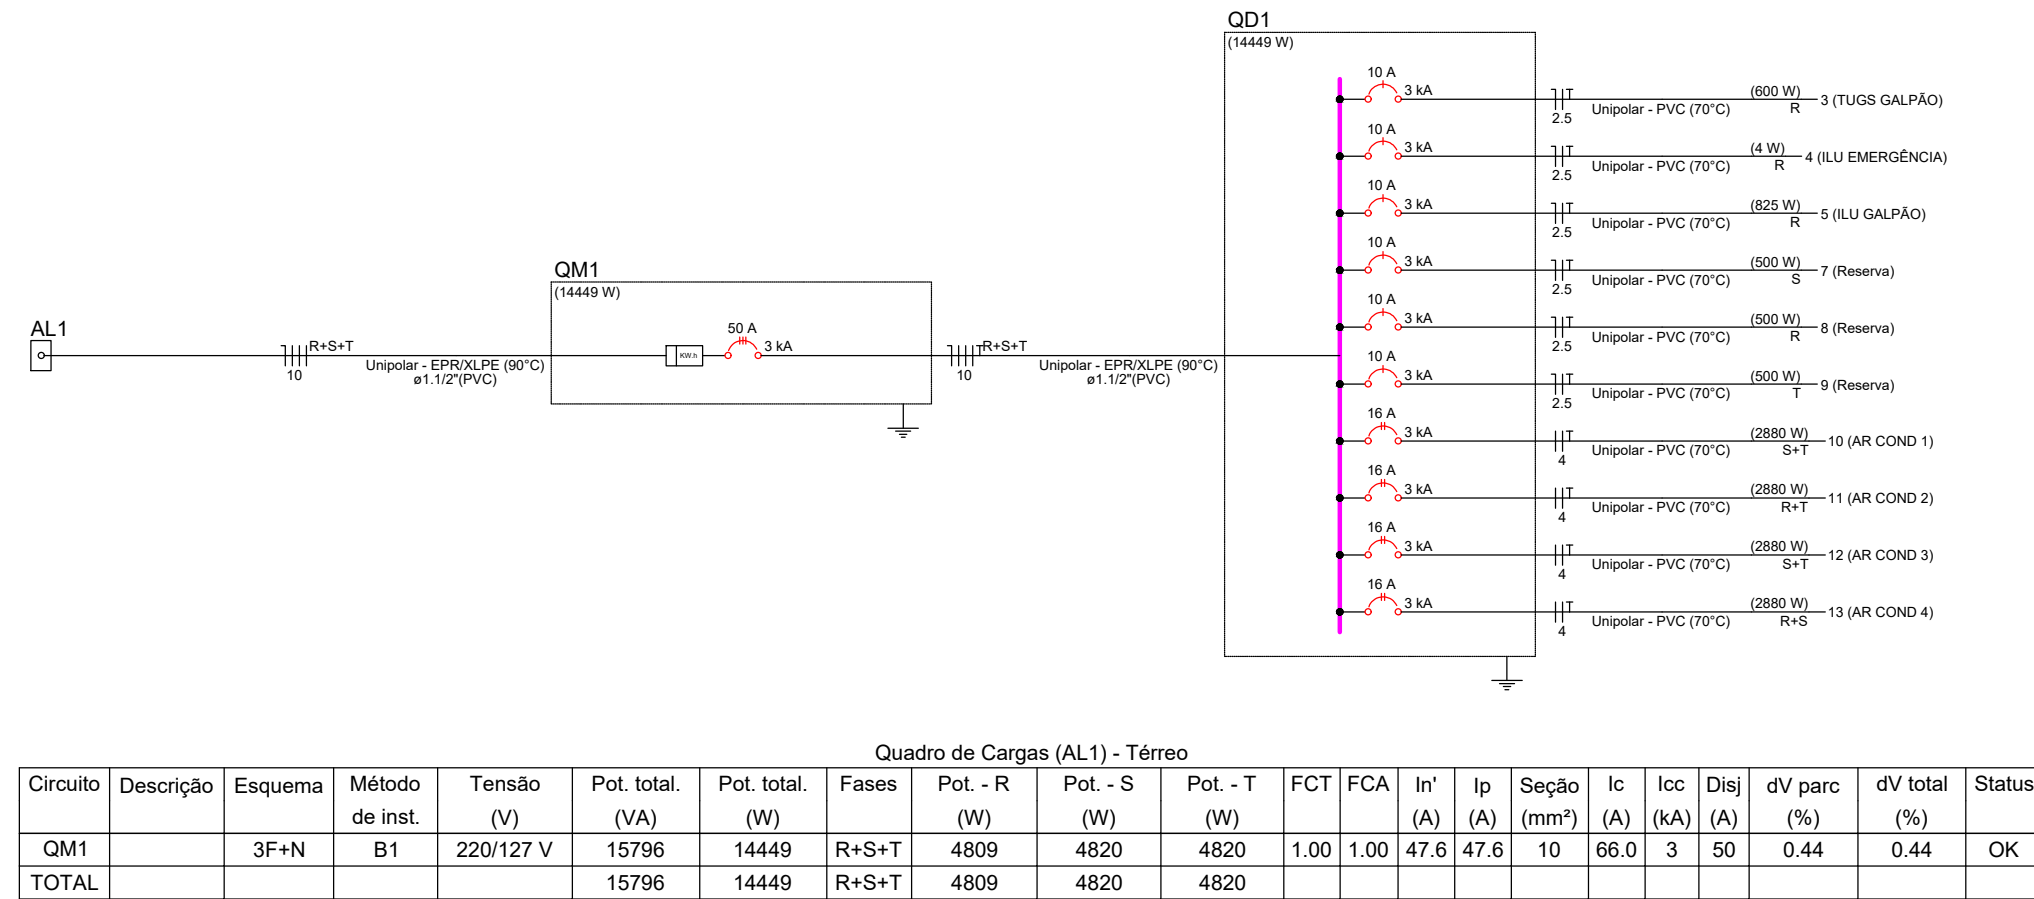 QD1
(14449 W)
10 A
3 kA
2.5
Unipolar - PVC (70°C)
(600 W)
R
3 (TUGS GALPÃO)
10 A
3 kA
2.5
Unipolar - PVC (70°C)
(4 W)
R
4 (ILU EMERGÊNCIA)
10 A
3 kA
2.5
Unipolar - PVC (70°C)
(825 W)
R
5 (ILU GALPÃO)
10 A
3 kA
2.5
Unipolar - PVC (70°C)
(500 W)
S
7 (Reserva)
10 A
3 kA
2.5
Unipolar - PVC (70°C)
(500 W)
R
8 (Reserva)
10 A
3 kA
2.5
Unipolar - PVC (70°C)
(500 W)
T
9 (Reserva)
16 A
3 kA
4
Unipolar - PVC (70°C)
(2880 W)
S+T
10 (AR COND 1)
16 A
3 kA
4
Unipolar - PVC (70°C)
(2880 W)
R+T
11 (AR COND 2)
16 A
3 kA
4
Unipolar - PVC (70°C)
(2880 W)
S+T
12 (AR COND 3)
16 A
3 kA
4
Unipolar - PVC (70°C)
(2880 W)
R+S
13 (AR COND 4)
QM1
(14449 W)
AL1
R+S+T
10
Unipolar - EPR/XLPE (90°C)
ø1.1/2"(PVC)
KW.h
50 A
3 kA
R+S+T
10
Unipolar - EPR/XLPE (90°C)
ø1.1/2"(PVC)
Quadro de Cargas (AL1) - Térreo
Circuito Descrição Esquema Método Tensão Pot. total. Pot. total. Fases Pot. - R Pot. - S Pot. - T FCT FCA In' Ip Seção Ic Icc Disj dV parc dV total Status
de inst. (V) (VA) (W) (W) (W) (W) (A) (A) (mm²) (A) (kA) (A) (%) (%)
QM1 3F+N B1 220/127 V 15796 14449 R+S+T 4809 4820 4820 1.00 1.00 47.6 47.6 10 66.0 3 50 0.44 0.44 OK
TOTAL 15796 14449 R+S+T 4809 4820 4820